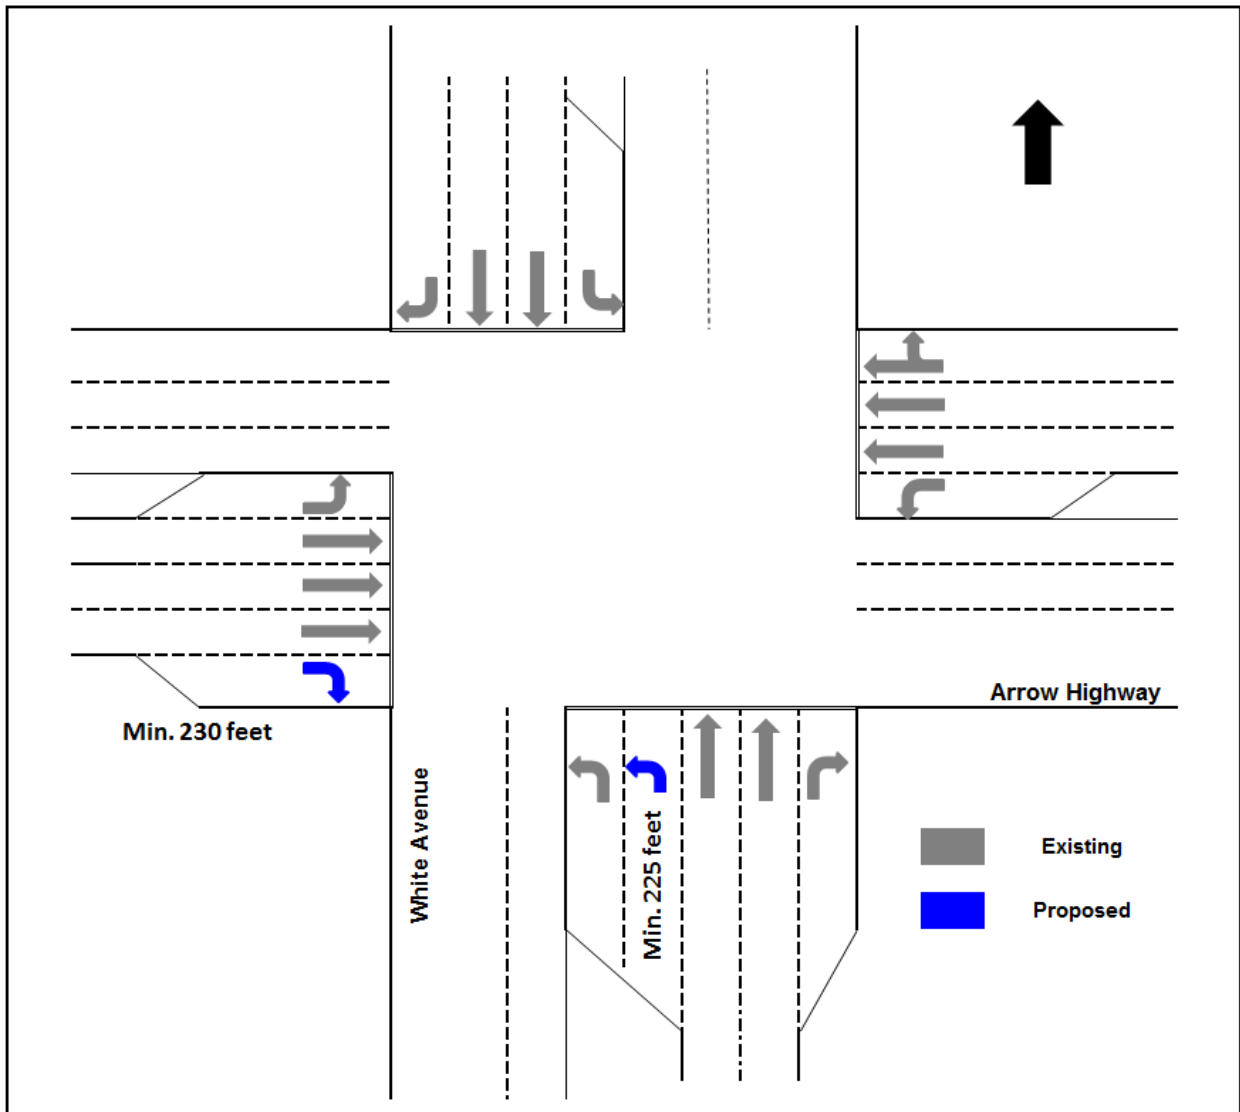 Arrow Highway
Min. 230 feet
White Avenue
Min. 225 feet
Existing
Proposed